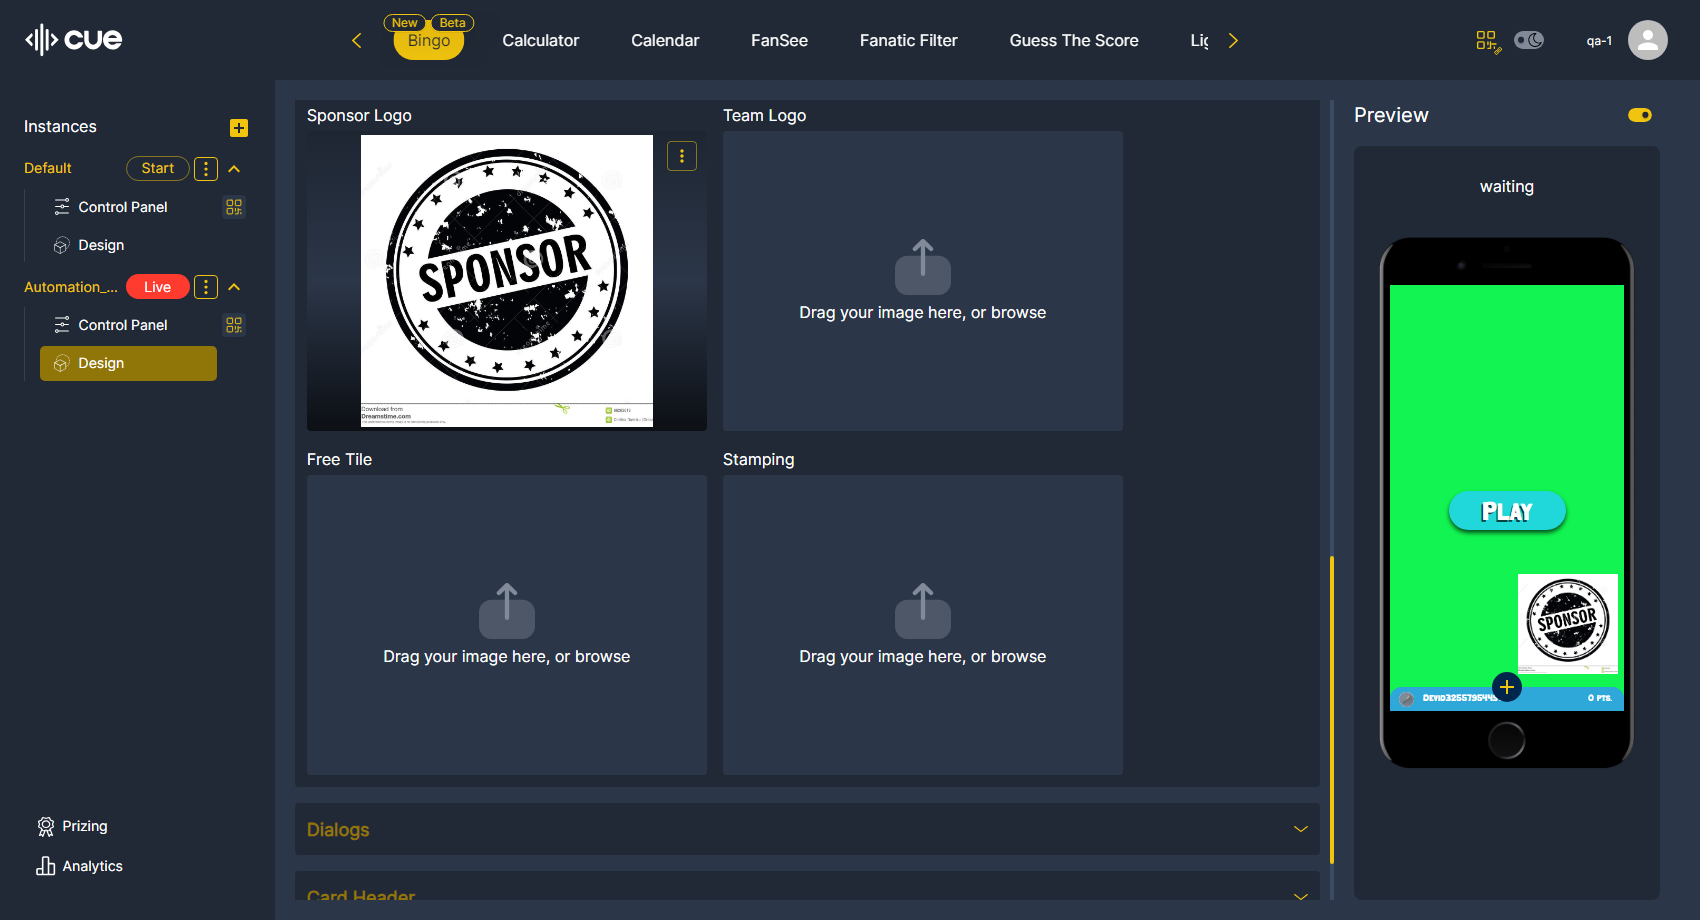 cue
New
Beta
Bingo
Calculator
Calendar
FanSee
Fanatic Filter
Guess The Score
qa-1
Instances
Default
Start
Control Panel
Design
Automation_...
Live
Control Panel
Design
Prizing
Analytics
Sponsor Logo
SPONSOR
Download from
Dreamstime.com
Team Logo
Drag your image here, or browse
Free Tile
Drag your image here, or browse
Stamping
Drag your image here, or browse
Dialogs
Card Header
Preview
waiting
PLAY
SPONSOR
0 PTS.